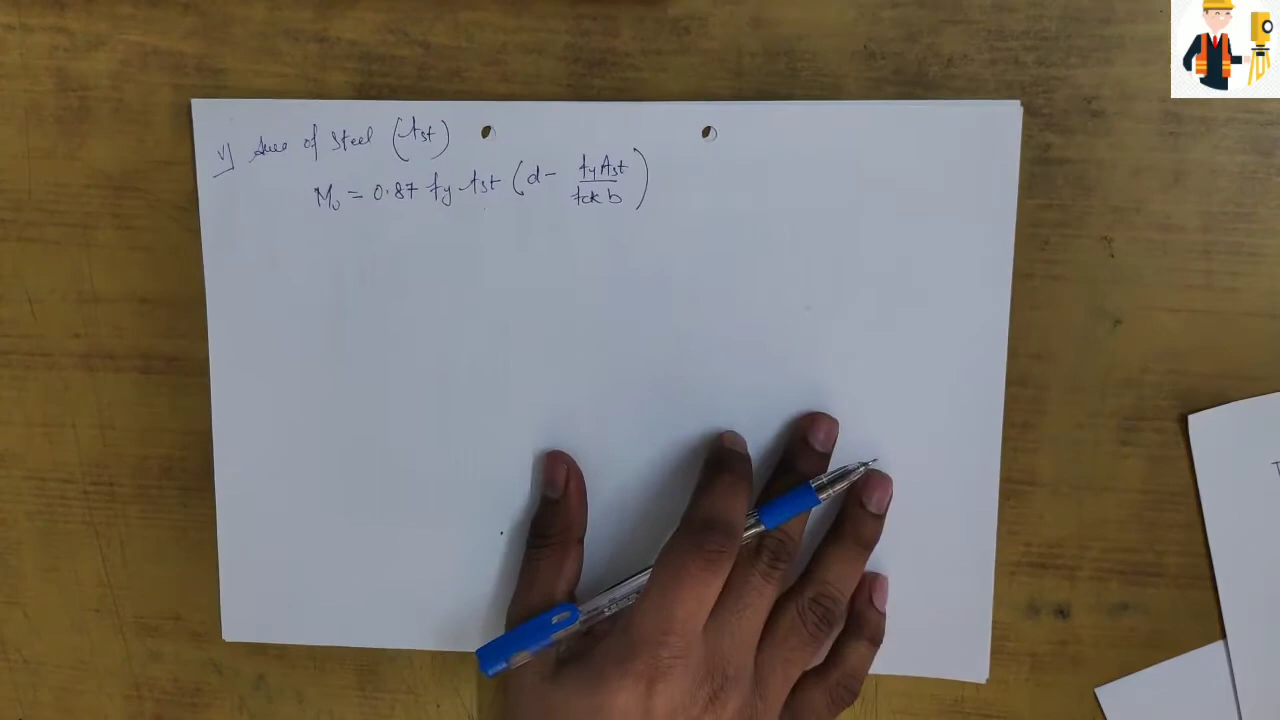 v) Area of Steel (Ast)
Mu = 0.87 fy Ast (d - fy Ast / fck b)